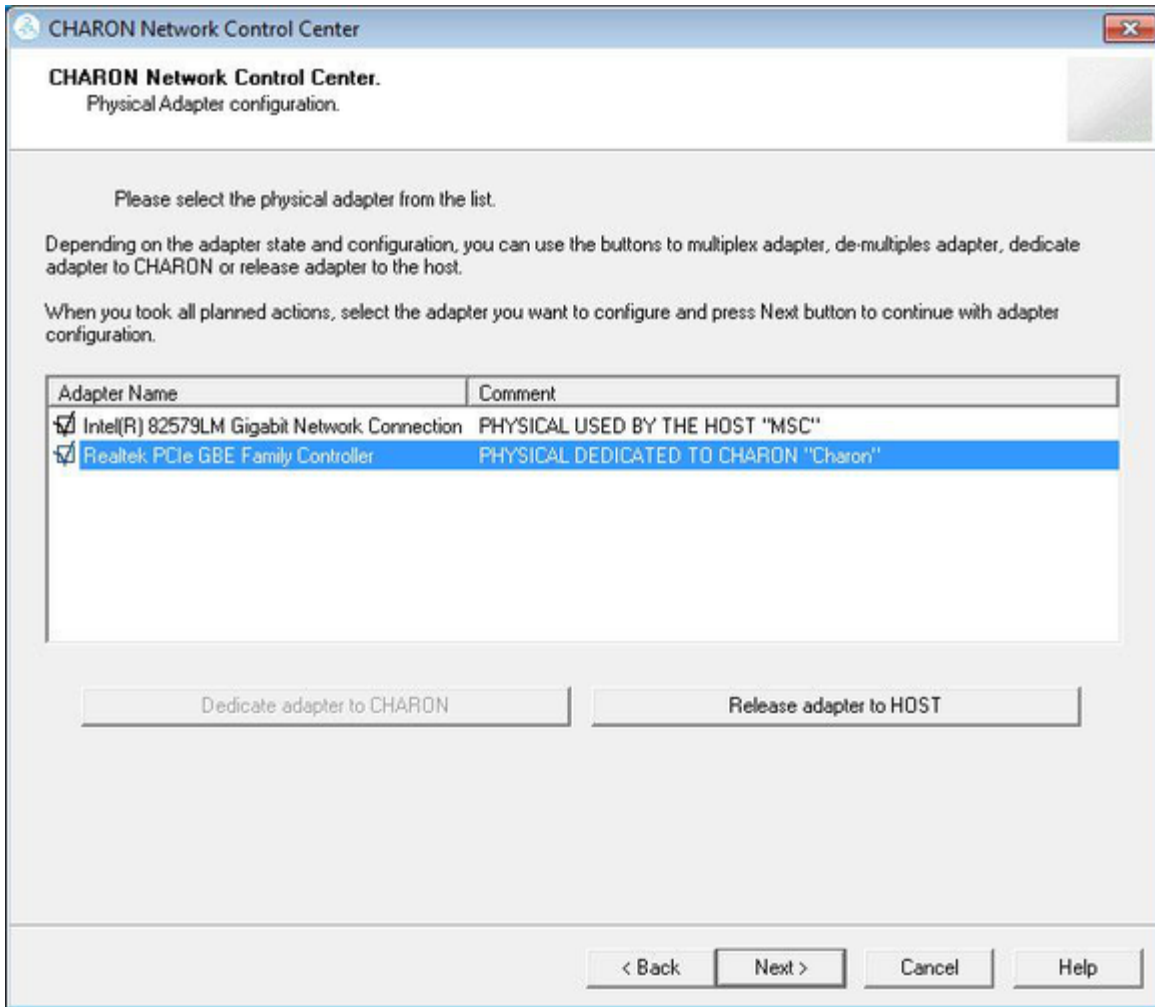 CHARON Network Control Center
CHARON Network Control Center.
Physical Adapter configuration.
Please select the physical adapter from the list.
Depending on the adapter state and configuration, you can use the buttons to multiplex adapter, de-multiples adapter, dedicate
adapter to CHARON or release adapter to the host.
When you took all planned actions, select the adapter you want to configure and press Next button to continue with adapter
configuration.
Adapter Name Comment
Intel(R) 82579LM Gigabit Network Connection PHYSICAL USED BY THE HOST "MSC"
Realtek PCIe GBE Family Controller PHYSICAL DEDICATED TO CHARON "Charon"
Dedicate adapter to CHARON Release adapter to HOST
< Back Next > Cancel Help